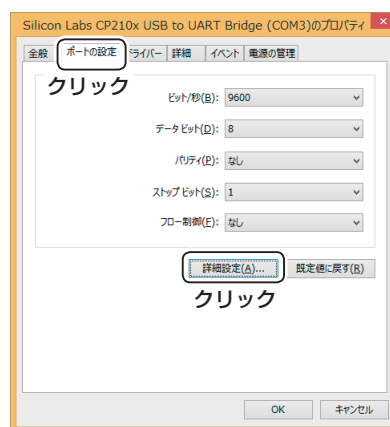 Silicon Labs CP210x USB to UART Bridge (COM3)のプロパティ ×
全般 ポートの設定 ドライバー 詳細 イベント 電源の管理
クリック
ビット/秒(B): 9600
データ ビット(D): 8
パリティ(P): なし
ストップ ビット(S): 1
フロー制御(F): なし
詳細設定(A)... 既定値に戻す(R)
クリック
OK キャンセル